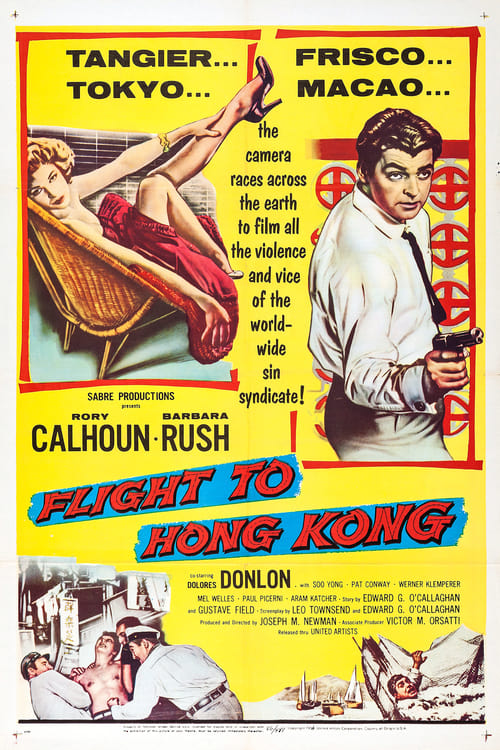 TANGIER... FRISCO...
TOKYO... MACAO...
the
camera
races across
the earth
to film all
the violence
and vice
of the
world-
wide
sin
syndicate!
SABRE PRODUCTIONS
presents
RORY BARBARA
CALHOUN · RUSH
FLIGHT TO
HONG KONG
co-starring
DOLORES DONLON . with SOO YONG · PAT CONWAY · WERNER KLEMPERER
MEL WELLES · PAUL PICERNI · ARAM KATCHER · Story by EDWARD G. O'CALLAGHAN
and GUSTAVE FIELD · Screenplay by LEO TOWNSEND and EDWARD G. O'CALLAGHAN
Produced and Directed by JOSEPH M. NEWMAN · Associate Producer VICTOR M. ORSATTI
Released thru UNITED ARTISTS